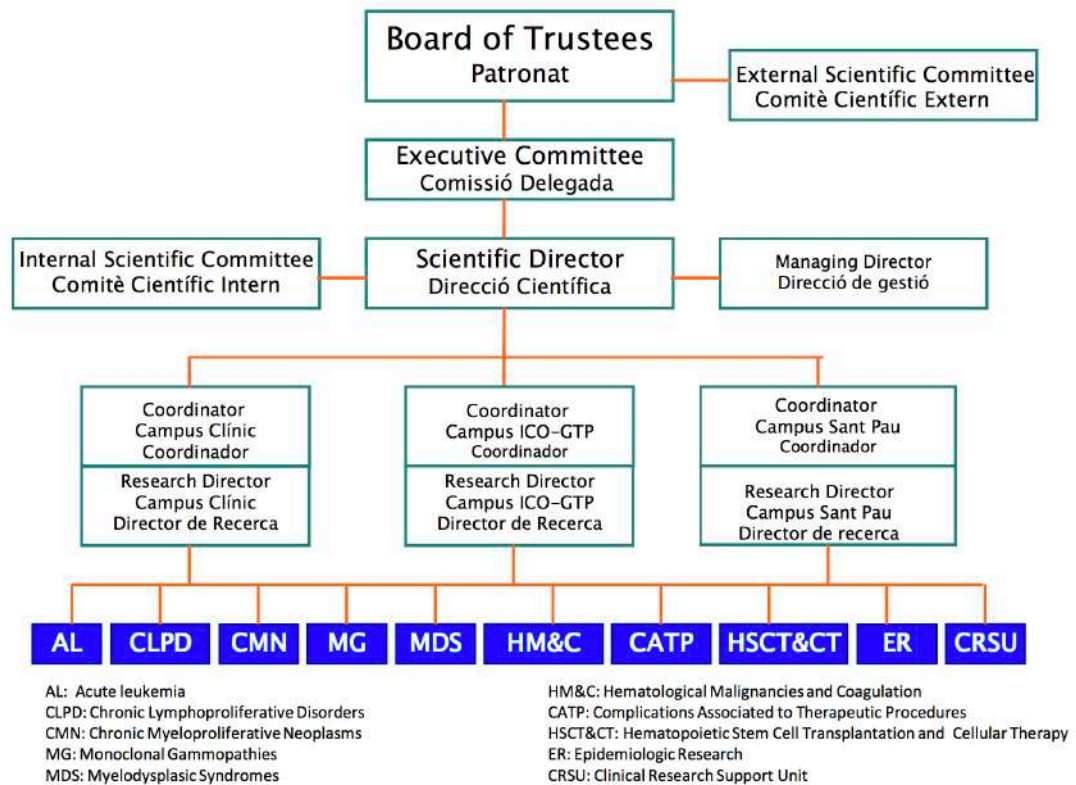 Board of Trustees
Patronat
External Scientific Committee
Comitè Científic Extern
Executive Committee
Comissió Delegada
Internal Scientific Committee
Comitè Científic Intern
Scientific Director
Direcció Científica
Managing Director
Direcció de gestió
Coordinator
Campus Clínic
Coordinador
Research Director
Campus Clínic
Director de Recerca
Coordinator
Campus ICO-GTP
Coordinador
Research Director
Campus ICO-GTP
Director de Recerca
Coordinator
Campus Sant Pau
Coordinador
Research Director
Campus Sant Pau
Director de recerca
AL
CLPD
CMN
MG
MDS
HM&C
CATP
HSCT&CT
ER
CRSU
AL: Acute leukemia
CLPD: Chronic Lymphoproliferative Disorders
CMN: Chronic Myeloproliferative Neoplasms
MG: Monoclonal Gammopathies
MDS: Myelodysplasic Syndromes
HM&C: Hematological Malignancies and Coagulation
CATP: Complications Associated to Therapeutic Procedures
HSCT&CT: Hematopoietic Stem Cell Transplantation and Cellular Therapy
ER: Epidemiologic Research
CRSU: Clinical Research Support Unit